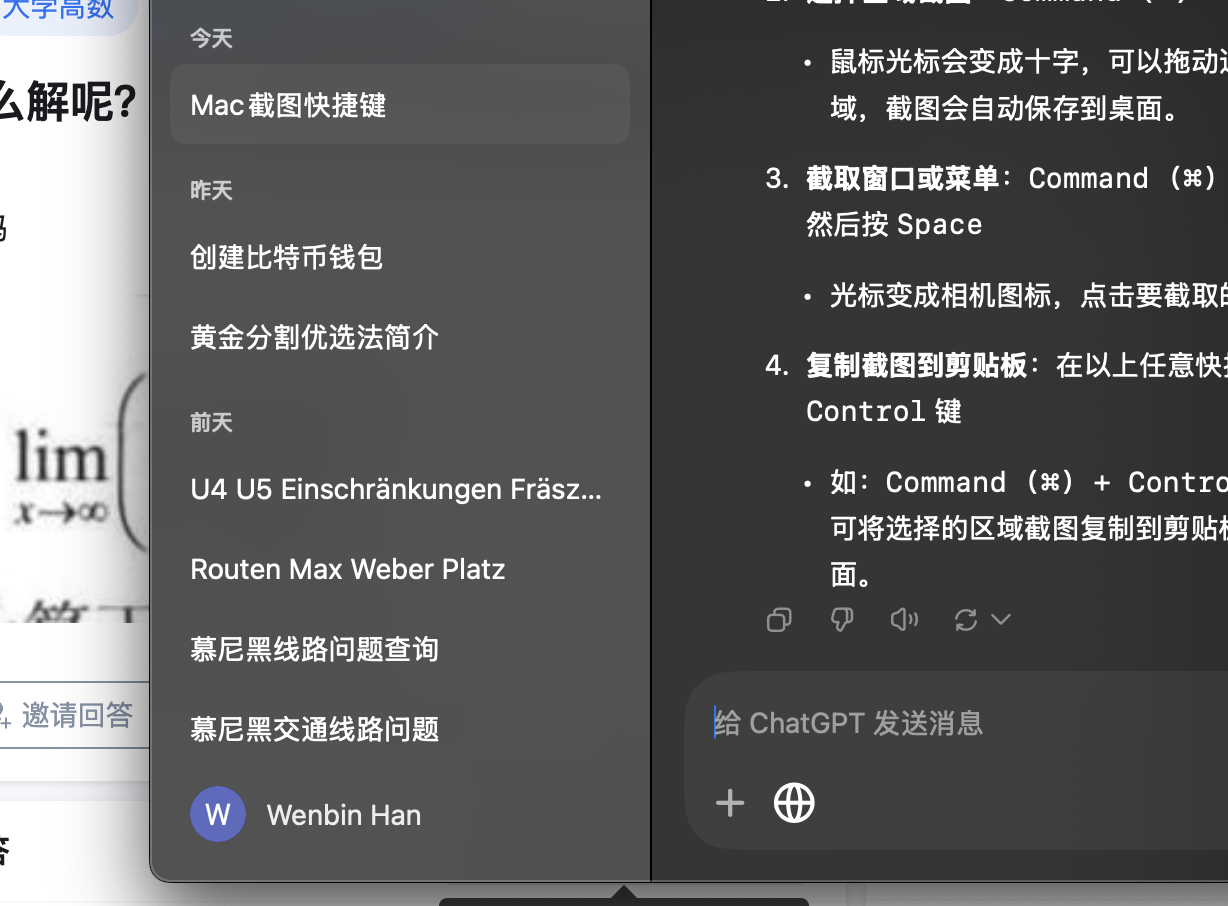 大学高数
么解呢?
lim
x→∞
邀请回答
今天
Mac截图快捷键
昨天
创建比特币钱包
黄金分割优选法简介
前天
U4 U5 Einschränkungen Fräsz...
Routen Max Weber Platz
慕尼黑线路问题查询
慕尼黑交通线路问题
W
Wenbin Han
• 鼠标光标会变成十字，可以拖动
域，截图会自动保存到桌面。
3. 截取窗口或菜单：Command (⌘)
然后按 Space
• 光标变成相机图标，点击要截取
4. 复制截图到剪贴板：在以上任意快
Control 键
• 如：Command (⌘) + Contro
可将选择的区域截图复制到剪贴
面。
给 ChatGPT 发送消息